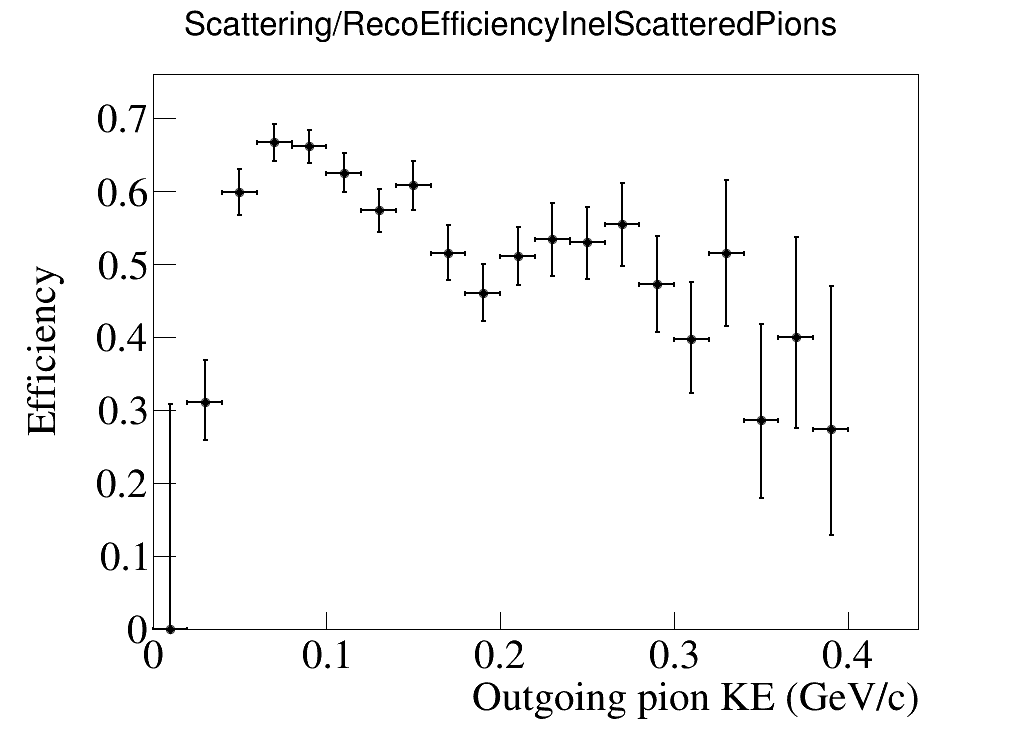 Scattering/RecoEfficiencyInelScatteredPions
0.7
0.6
0.5
0.4
0.3
0.2
0.1
0
Efficiency
0 0.1 0.2 0.3 0.4
Outgoing pion KE (GeV/c)